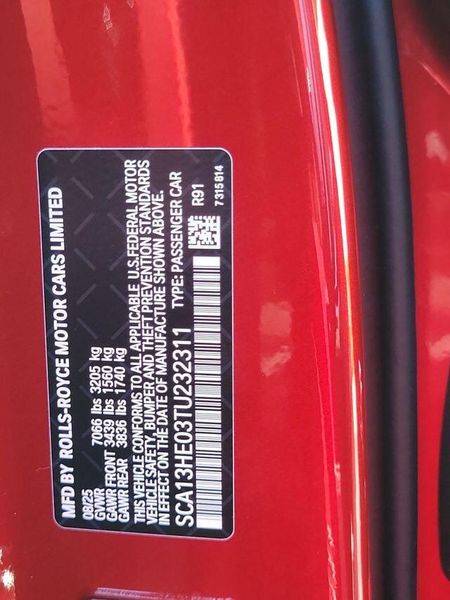 MFD BY ROLLS-ROYCE MOTOR CARS LIMITED
08/25
GVWR 7066 lbs 3205 kg
GAWR FRONT 3439 lbs 1560 kg
GAWR REAR 3836 lbs 1740 kg
THIS VEHICLE CONFORMS TO ALL APPLICABLE U.S.FEDERAL MOTOR
VEHICLE SAFETY, BUMPER AND THEFT PREVENTION STANDARDS
IN EFFECT ON THE DATE OF MANUFACTURE SHOWN ABOVE.
TYPE: PASSENGER CAR
SCA13HE03TU232311
R91
7315814